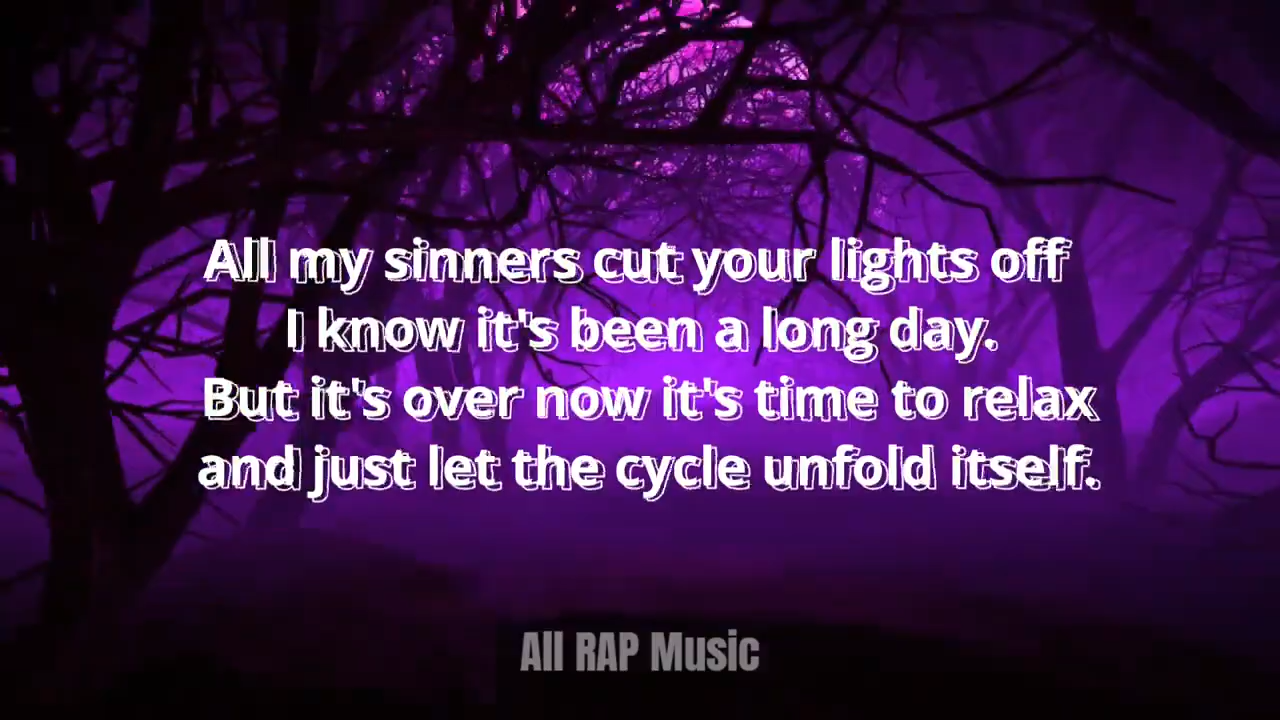 All my sinners cut your lights off
I know it's been a long day.
But it's over now it's time to relax
and just let the cycle unfold itself.
All RAP Music